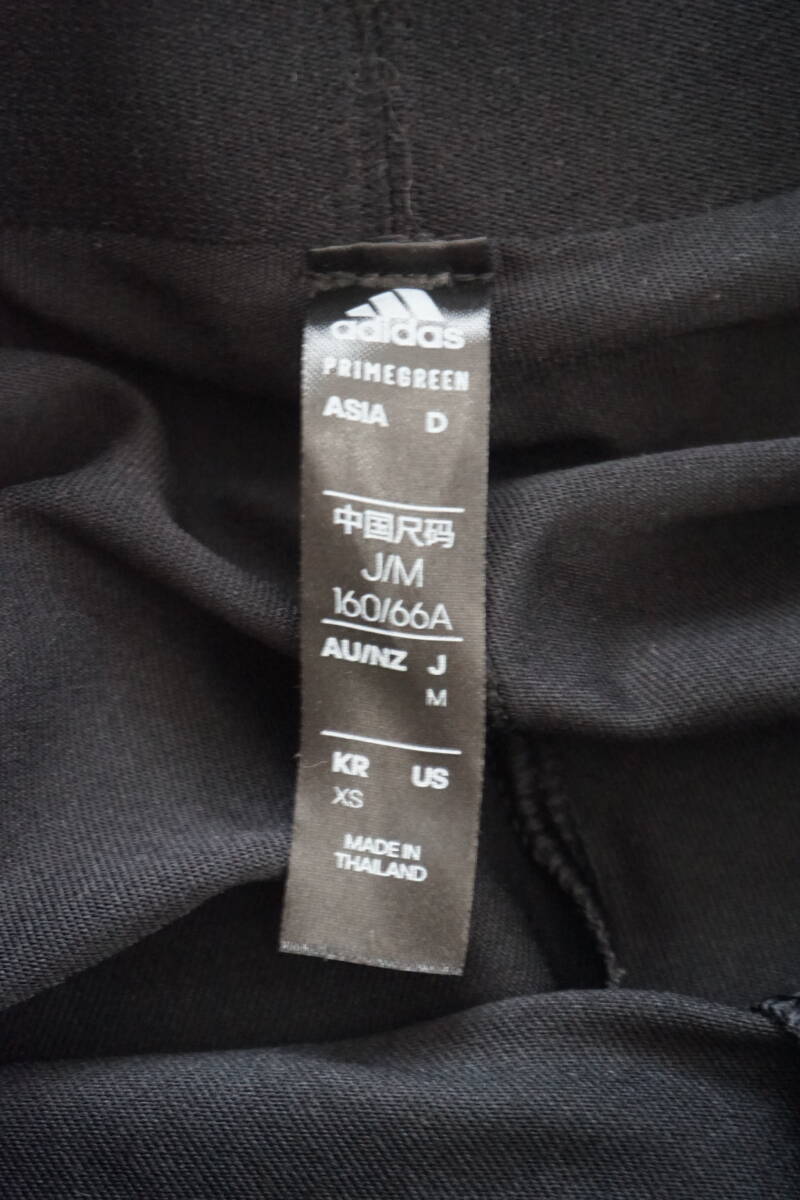 adidas
PRIMEGREEN
ASIA D
中国尺码
J/M
160/66A
AU/NZ J
M
KR US
XS
MADE IN
THAILAND